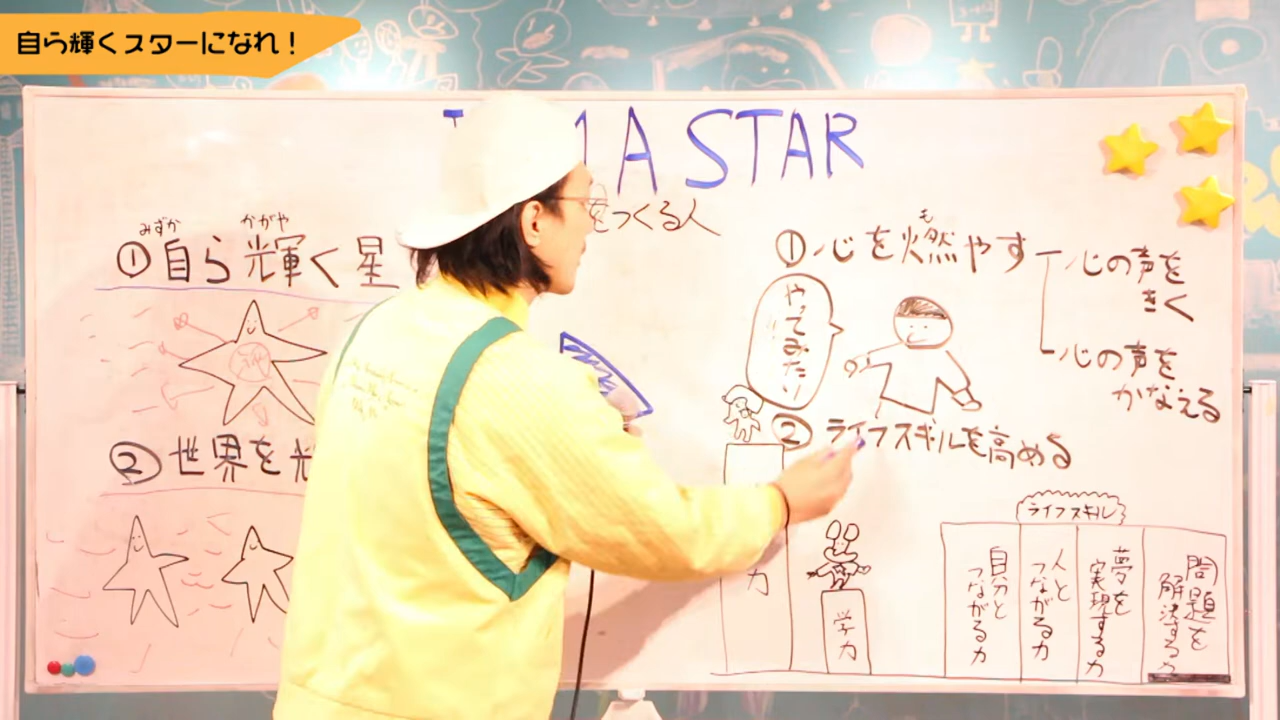 自ら輝くスターになれ！
A STAR
をつくる人
みずか かがや
①自ら輝く星
②世界を
も
①心を燃やす
心の声を
きく
心の声を
かなえる
やってみたい
②ライフスキルを高める
力
学力
ライフスキル
自分と
つながる力
人と
つながる力
夢を
実現する力
問題を
解決する力